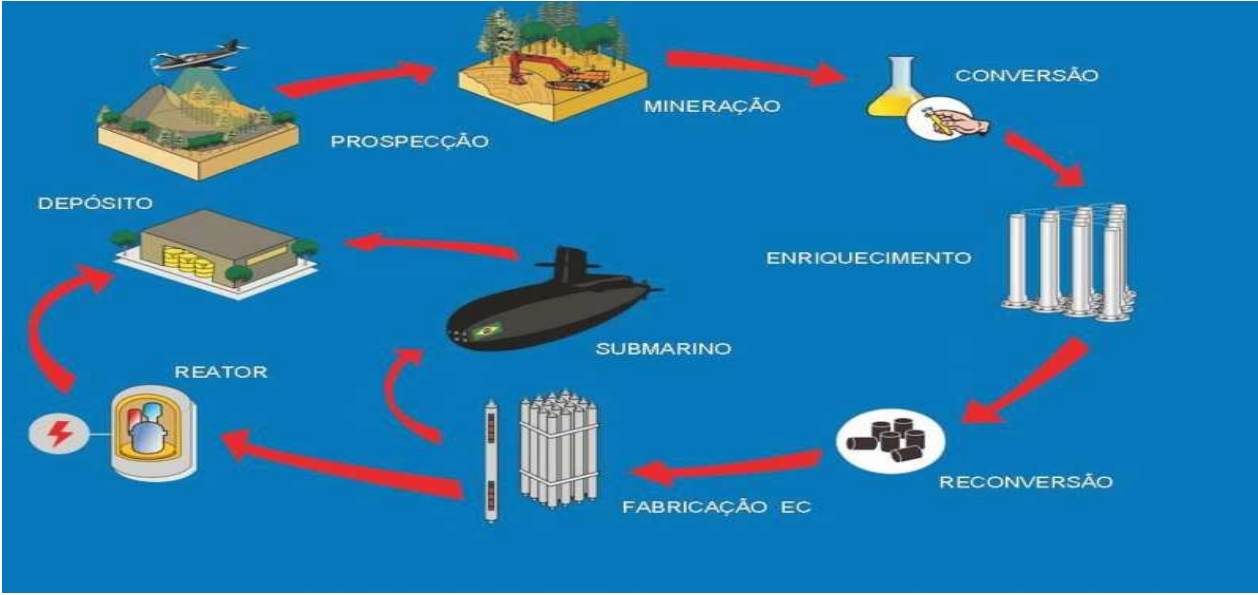 PROSPECÇÃO
MINERAÇÃO
CONVERSÃO
ENRIQUECIMENTO
RECONVERSÃO
FABRICAÇÃO EC
SUBMARINO
REATOR
DEPÓSITO